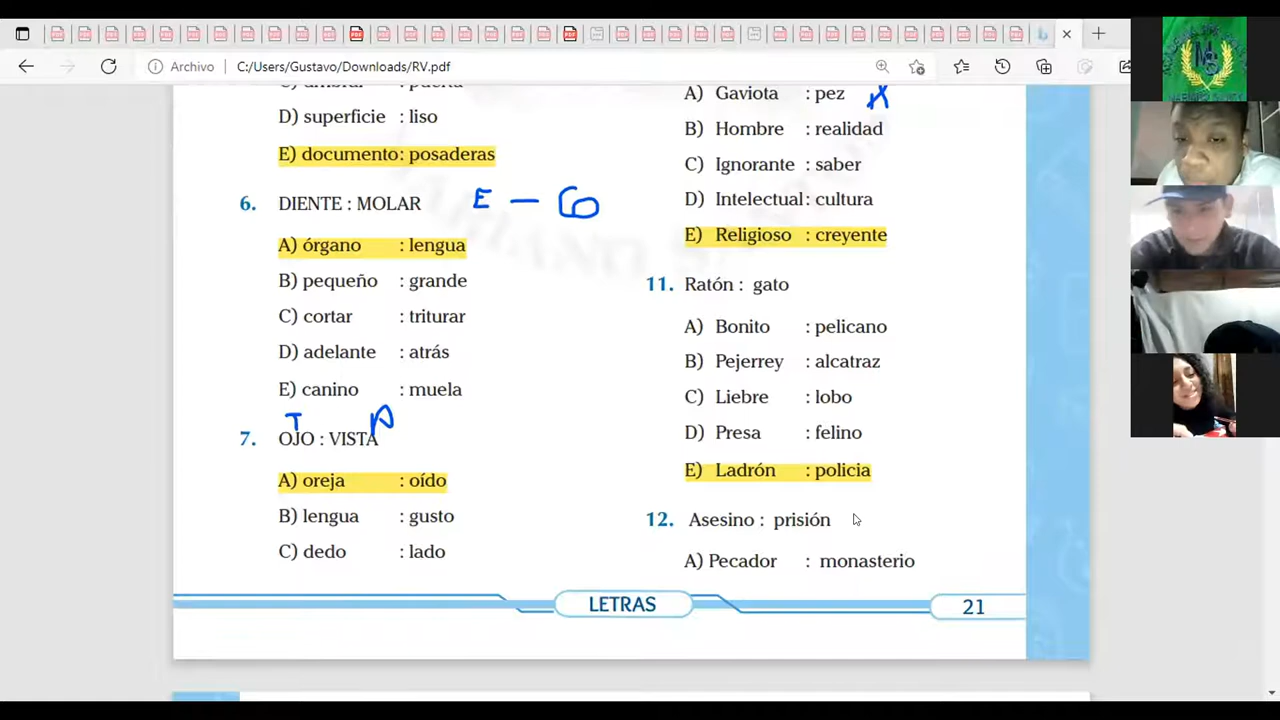 Archivo C:/Users/Gustavo/Downloads/RV.pdf
D) superficie : liso
E) documento : posaderas
6. DIENTE : MOLAR E —
A) órgano : lengua
B) pequeño : grande
C) cortar : triturar
D) adelante : atrás
E) canino : muela
T A
7. OJO : VISTA
A) oreja : oído
B) lengua : gusto
C) dedo : lado
A) Gaviota : pez
B) Hombre : realidad
C) Ignorante : saber
D) Intelectual : cultura
E) Religioso : creyente
11. Ratón : gato
A) Bonito : pelicano
B) Pejerrey : alcatraz
C) Liebre : lobo
D) Presa : felino
E) Ladrón : policia
12. Asesino : prisión
A) Pecador : monasterio
LETRAS
21